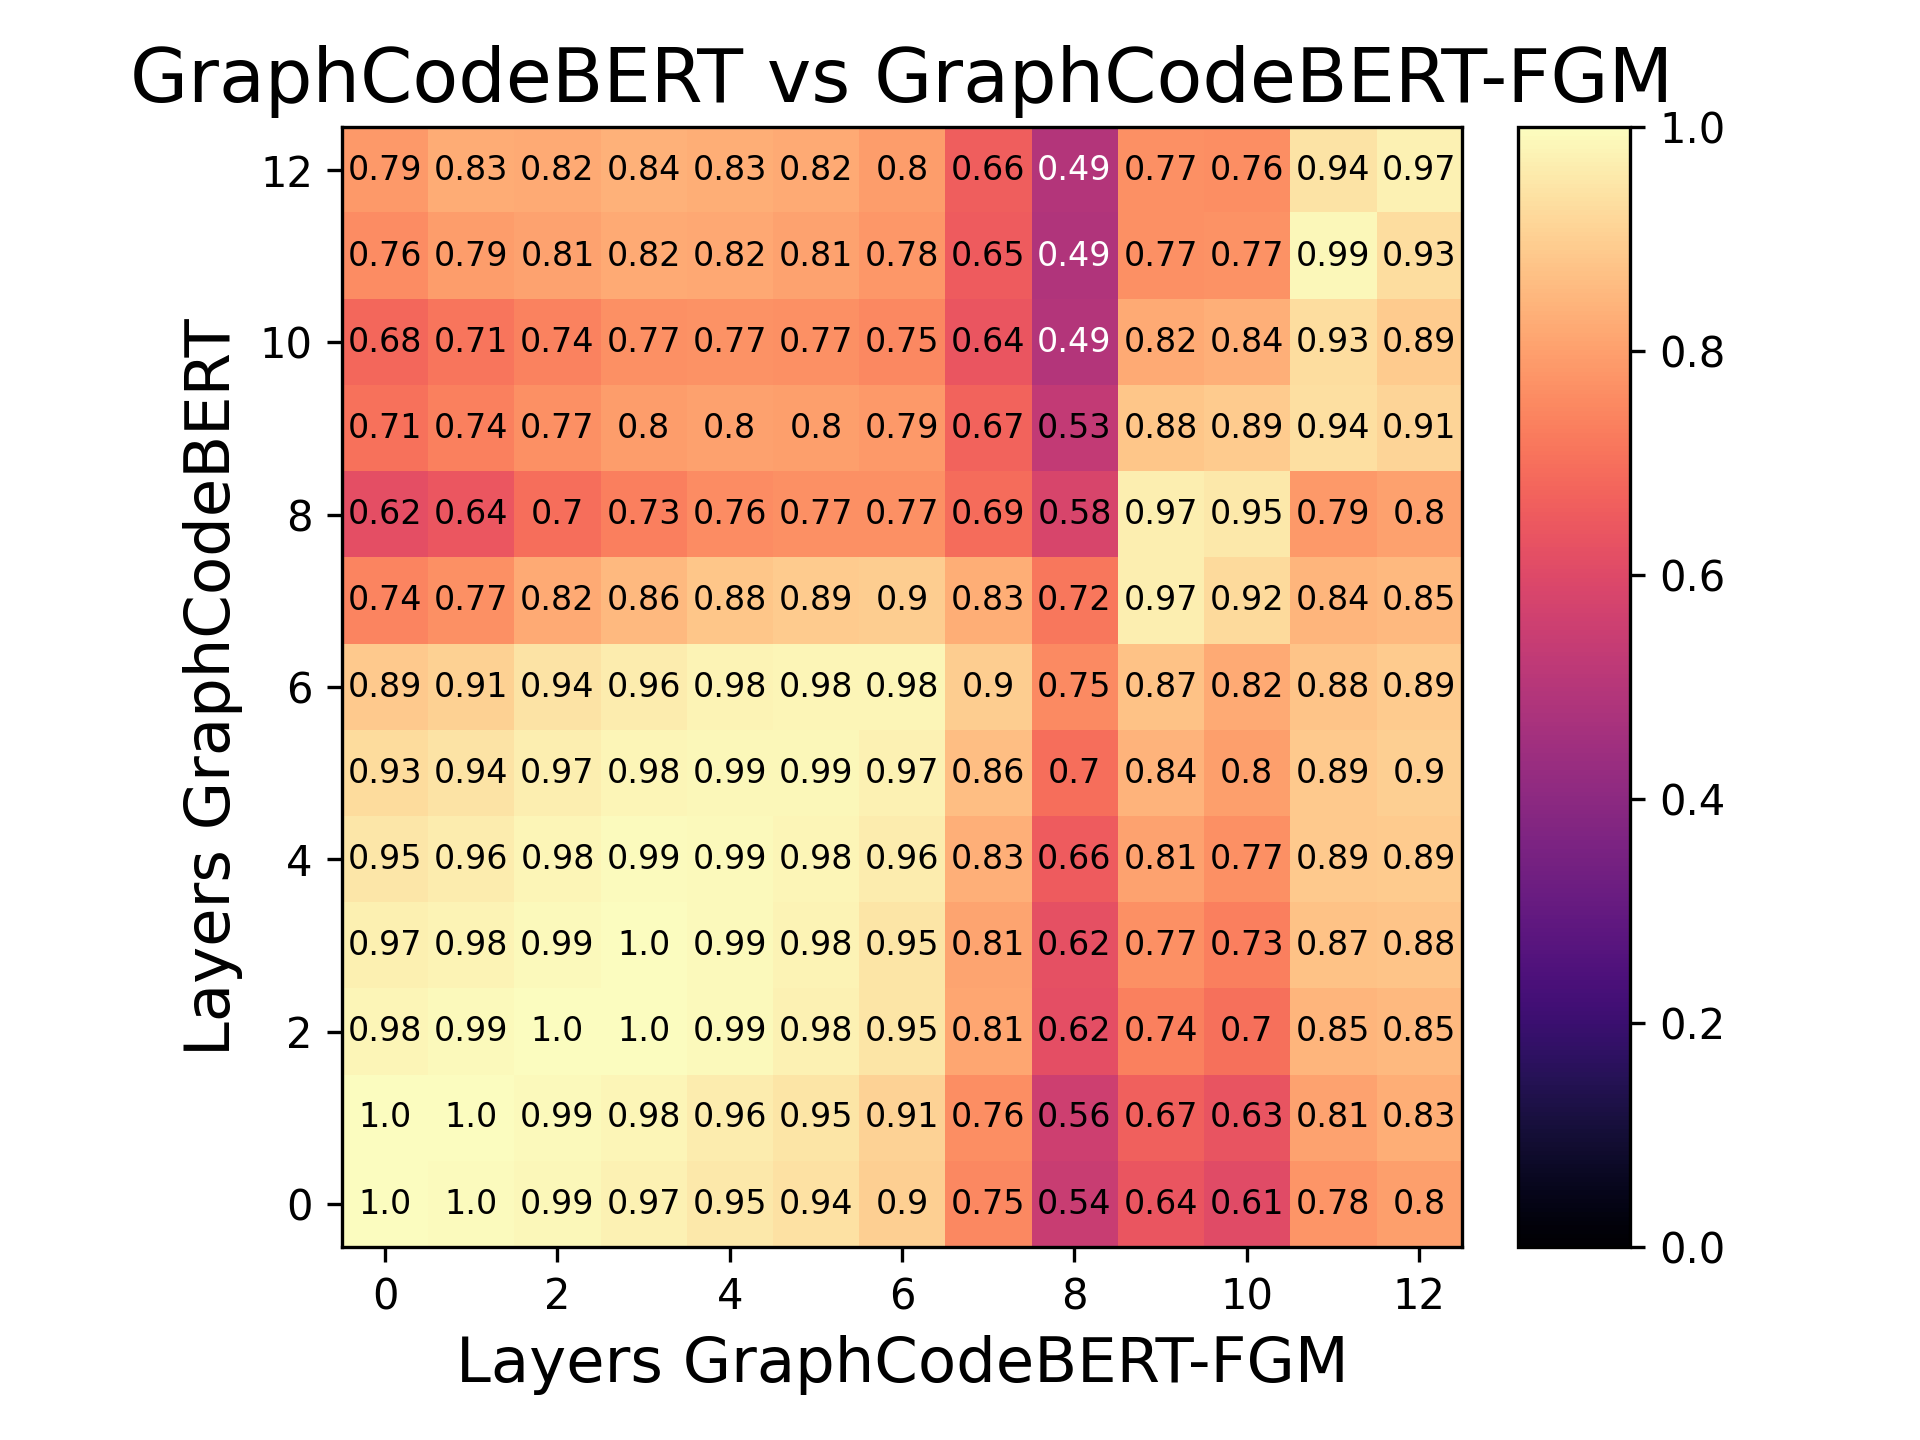 GraphCodeBERT vs GraphCodeBERT-FGM
1.0
12 0.79 0.83 0.82 0.84 0.83 0.82 0.8 0.66 0.49 0.77 0.76 0.94 0.97
0.76 0.79 0.81 0.82 0.82 0.81 0.78 0.65 0.49 0.77 0.77 0.99 0.93
10 0.68 0.71 0.74 0.77 0.77 0.77 0.75 0.64 0.49 0.82 0.84 0.93 0.89
0.8
0.71 0.74 0.77 0.8 0.8 0.8 0.79 0.67 0.53 0.88 0.89 0.94 0.91
8 0.62 0.64 0.7 0.73 0.76 0.77 0.77 0.69 0.58 0.97 0.95 0.79 0.8
0.74 0.77 0.82 0.86 0.88 0.89 0.9 0.83 0.72 0.97 0.92 0.84 0.85
0.6
6 0.89 0.91 0.94 0.96 0.98 0.98 0.98 0.9 0.75 0.87 0.82 0.88 0.89
Layers GraphCodeBERT
0.93 0.94 0.97 0.98 0.99 0.99 0.97 0.86 0.7 0.84 0.8 0.89 0.9
0.4
4 0.95 0.96 0.98 0.99 0.99 0.98 0.96 0.83 0.66 0.81 0.77 0.89 0.89
0.97 0.98 0.99 1.0 0.99 0.98 0.95 0.81 0.62 0.77 0.73 0.87 0.88
2 0.98 0.99 1.0 1.0 0.99 0.98 0.95 0.81 0.62 0.74 0.7 0.85 0.85
0.2
1.0 1.0 0.99 0.98 0.96 0.95 0.91 0.76 0.56 0.67 0.63 0.81 0.83
0 1.0 1.0 0.99 0.97 0.95 0.94 0.9 0.75 0.54 0.64 0.61 0.78 0.8
0.0
0 2 4 6 8 10 12
Layers GraphCodeBERT-FGM